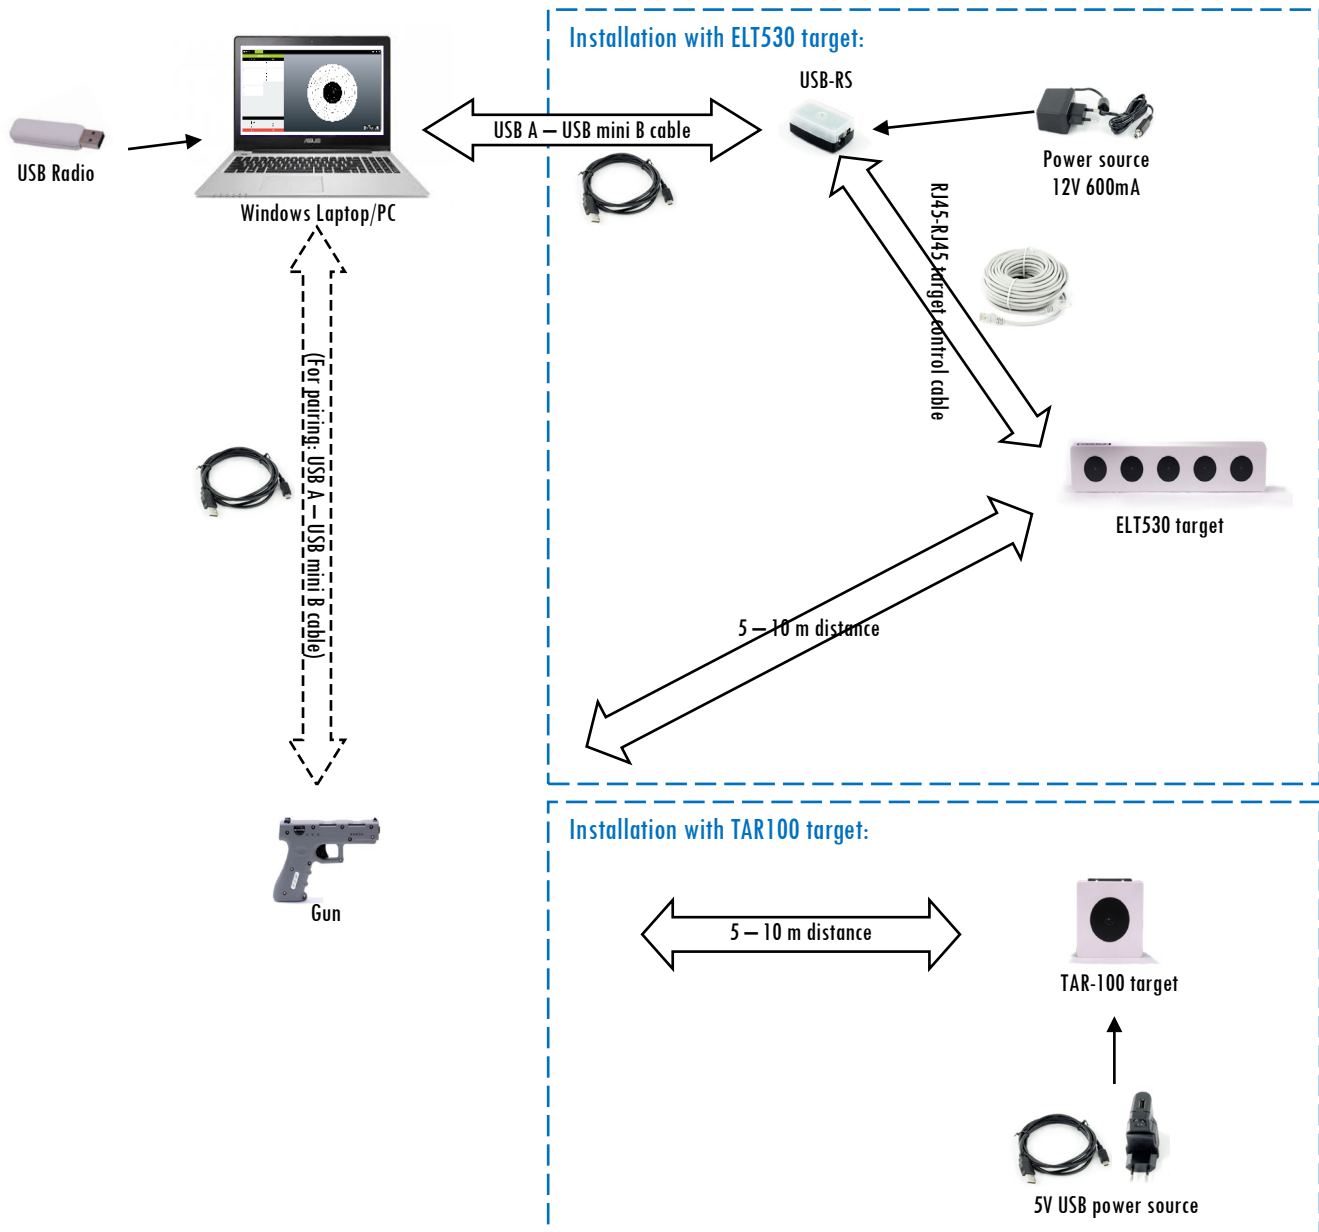 Installation with ELT530 target:
USB-RS
USB A – USB mini B cable
USB Radio
Windows Laptop/PC
Power source
12V 600mA
RJ45-RJ45 target control cable
(For pairing: USB A – USB mini B cable)
ELT530 target
5 – 10 m distance
Gun
Installation with TAR100 target:
5 – 10 m distance
TAR-100 target
5V USB power source